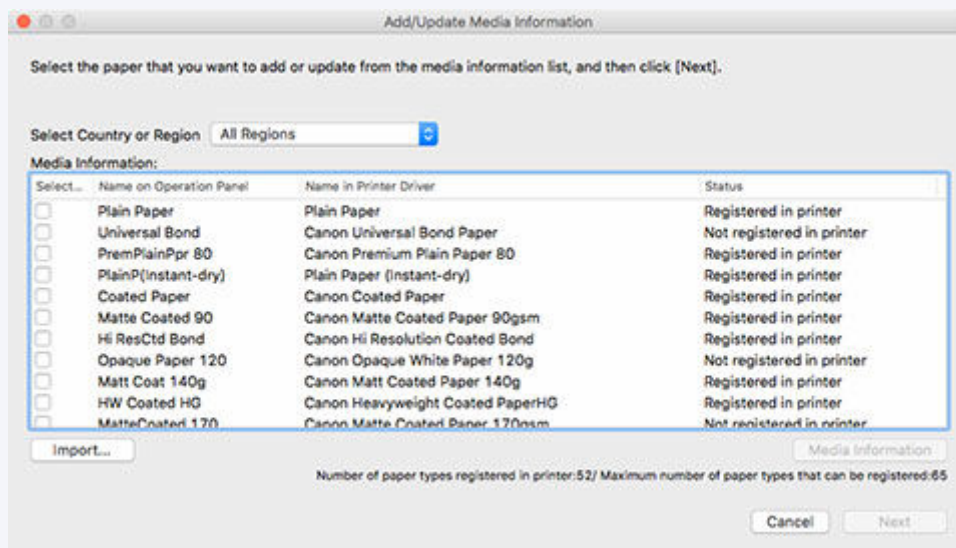 Add/Update Media Information
Select the paper that you want to add or update from the media information list, and then click [Next].
Select Country or Region All Regions
Media Information:
Select... Name on Operation Panel Name in Printer Driver Status
Plain Paper Plain Paper Registered in printer
Universal Bond Canon Universal Bond Paper Not registered in printer
PremPlainPpr 80 Canon Premium Plain Paper 80 Registered in printer
PlainP(Instant-dry) Plain Paper (Instant-dry) Registered in printer
Coated Paper Canon Coated Paper Registered in printer
Matte Coated 90 Canon Matte Coated Paper 90gsm Registered in printer
Hi ResCtd Bond Canon Hi Resolution Coated Bond Registered in printer
Opaque Paper 120 Canon Opaque White Paper 120g Not registered in printer
Matt Coat 140g Canon Matt Coated Paper 140g Registered in printer
HW Coated HG Canon Heavyweight Coated PaperHG Registered in printer
MatteCoated 170 Canon Matte Coated Paper 170gsm Not registered in printer
Import... Media Information
Number of paper types registered in printer:52/ Maximum number of paper types that can be registered:65
Cancel Next